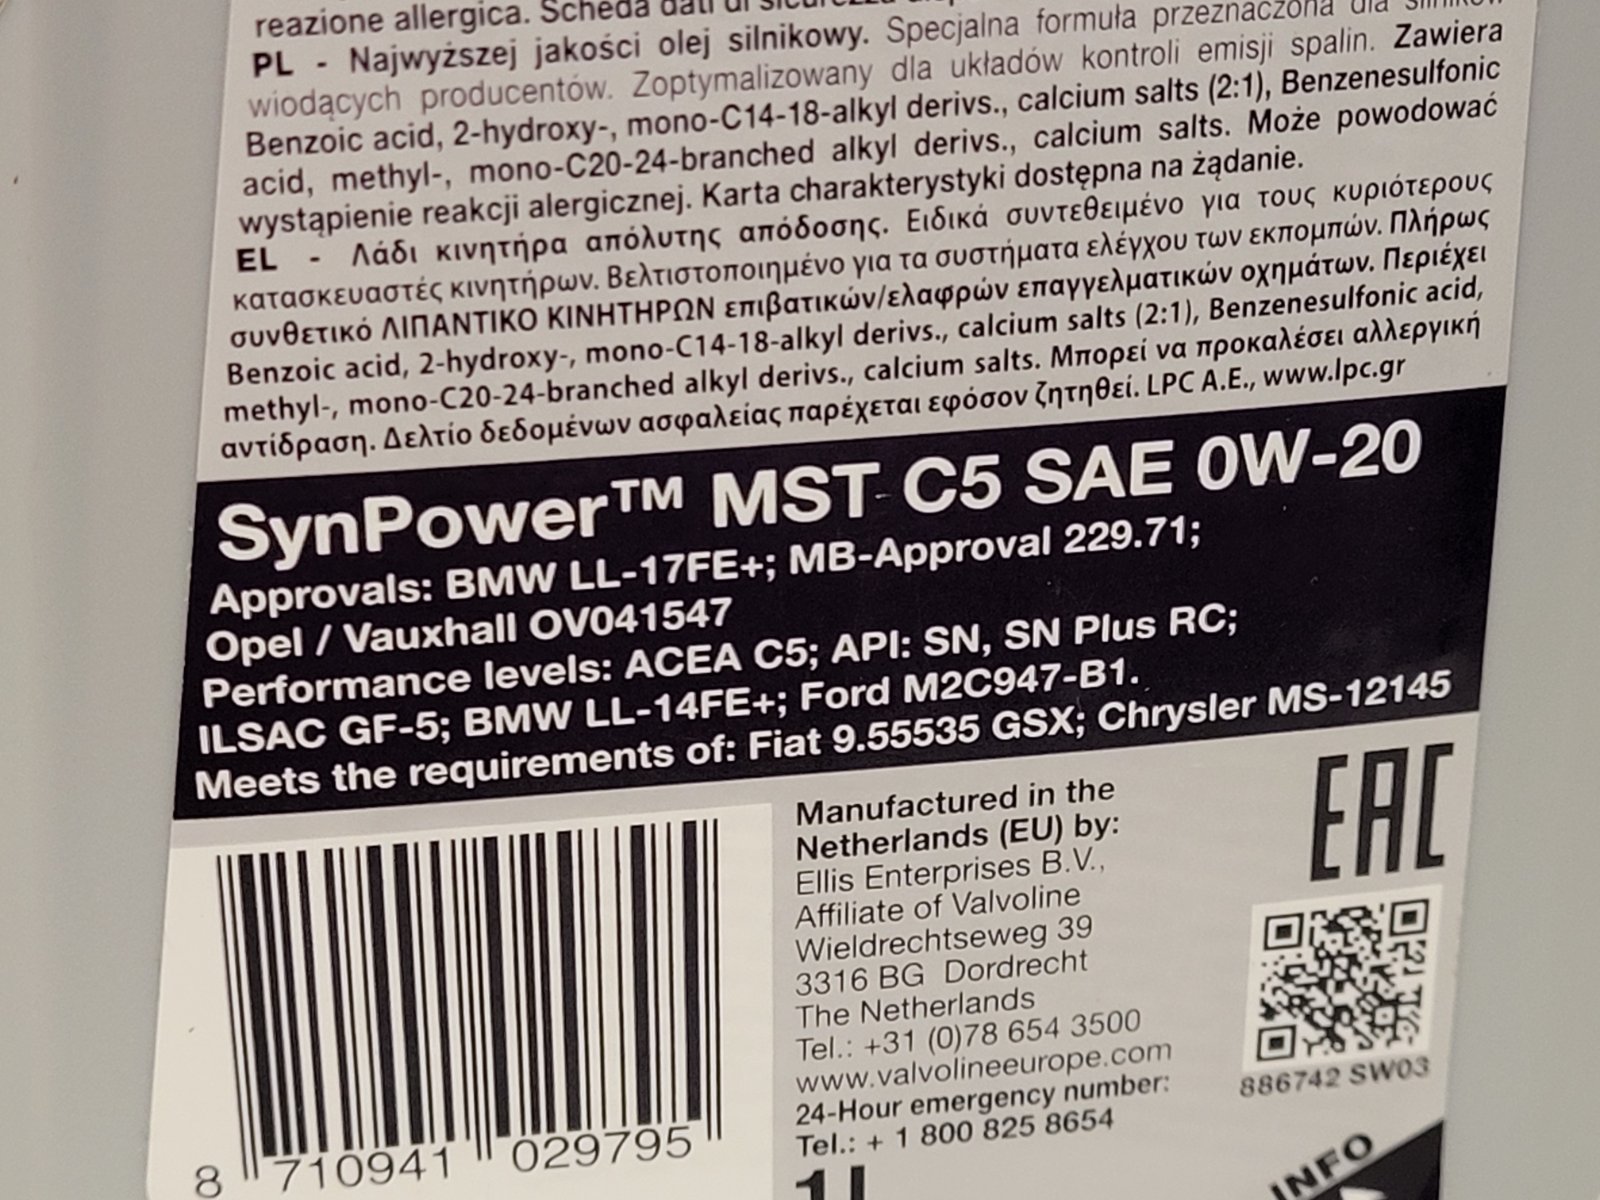 reazione allergica. Scheda dati di sicurezza
PL - Najwyższej jakości olej silnikowy. Specjalna formuła przeznaczona dla silników
wiodących producentów. Zoptymalizowany dla układów kontroli emisji spalin. Zawiera
Benzoic acid, 2-hydroxy-, mono-C14-18-alkyl derivs., calcium salts (2:1), Benzenesulfonic
acid, methyl-, mono-C20-24-branched alkyl derivs., calcium salts. Może powodować
wystąpienie reakcji alergicznej. Karta charakterystyki dostępna na żądanie.
EL - Λάδι κινητήρα απόλυτης απόδοσης. Ειδικά συντεθειμένο για τους κυριότερους
κατασκευαστές κινητήρων. Βελτιστοποιημένο για τα συστήματα ελέγχου των εκπομπών. Πλήρως
συνθετικό ΛΙΠΑΝΤΙΚΟ ΚΙΝΗΤΗΡΩΝ επιβατικών/ελαφρών επαγγελματικών οχημάτων. Περιέχει
Benzoic acid, 2-hydroxy-, mono-C14-18-alkyl derivs., calcium salts (2:1), Benzenesulfonic acid,
methyl-, mono-C20-24-branched alkyl derivs., calcium salts. Μπορεί να προκαλέσει αλλεργική
αντίδραση. Δελτίο δεδομένων ασφαλείας παρέχεται εφόσον ζητηθεί. LPC A.E., www.lpc.gr
SynPower™ MST C5 SAE 0W-20
Approvals: BMW LL-17FE+; MB-Approval 229.71;
Opel / Vauxhall OV041547
Performance levels: ACEA C5; API: SN, SN Plus RC;
ILSAC GF-5; BMW LL-14FE+; Ford M2C947-B1.
Meets the requirements of: Fiat 9.55535 GSX; Chrysler MS-12145
Manufactured in the
Netherlands (EU) by:
Ellis Enterprises B.V.,
Affiliate of Valvoline
Wieldrechtseweg 39
3316 BG Dordrecht
The Netherlands
Tel.: +31 (0)78 654 3500
www.valvolineeurope.com
24-Hour emergency number:
Tel.: + 1 800 825 8654
1L
EAC
886742 SW03
INFO
8 710941 029795